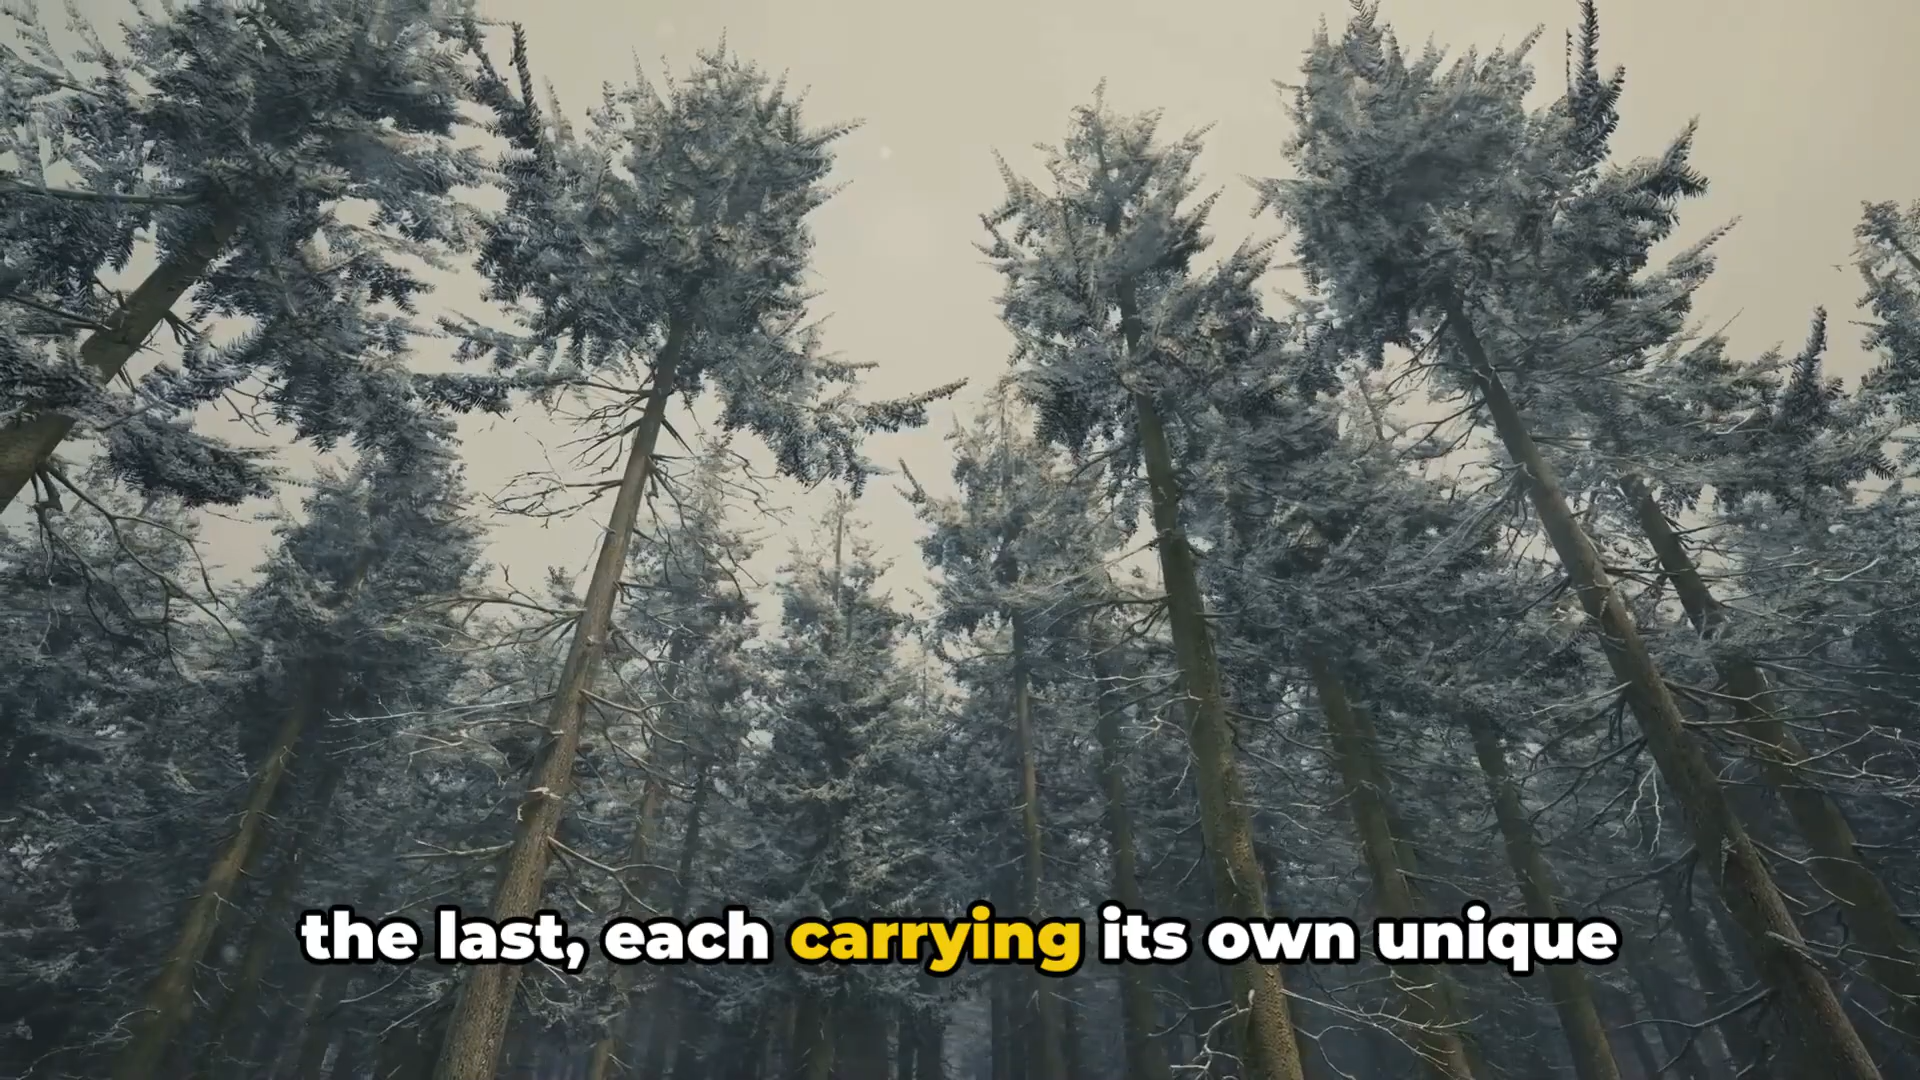 the last, each carrying its own unique